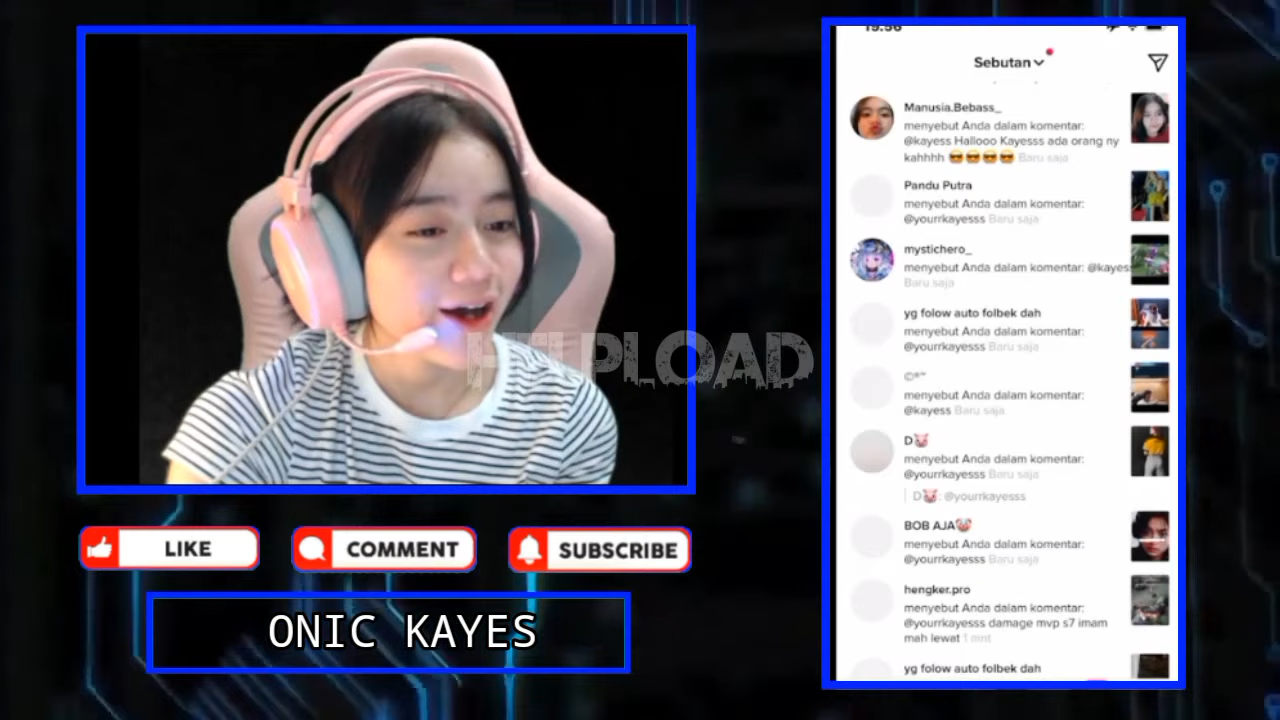 LIKE
COMMENT
SUBSCRIBE
ONIC KAYES
19.56
Sebutan
Manusia.Bebass_
menyebut Anda dalam komentar:
@kayess Hallooo Kayesss ada orang ny
kahhhh 😎😎😎😎 Baru saja
Pandu Putra
menyebut Anda dalam komentar:
@yourrkayesss Baru saja
mystichero_
menyebut Anda dalam komentar: @kayess
Baru saja
yg folow auto folbek dah
menyebut Anda dalam komentar:
@yourrkayesss Baru saja
©®™
menyebut Anda dalam komentar:
@kayess Baru saja
D🐷
menyebut Anda dalam komentar:
@yourrkayesss Baru saja
D🐷: @yourrkayesss
BOB AJA🤡
menyebut Anda dalam komentar:
@yourrkayesss Baru saja
hengker.pro
menyebut Anda dalam komentar:
@yourrkayesss damage mvp s7 imam
mah lewat 1 mnt
yg folow auto folbek dah